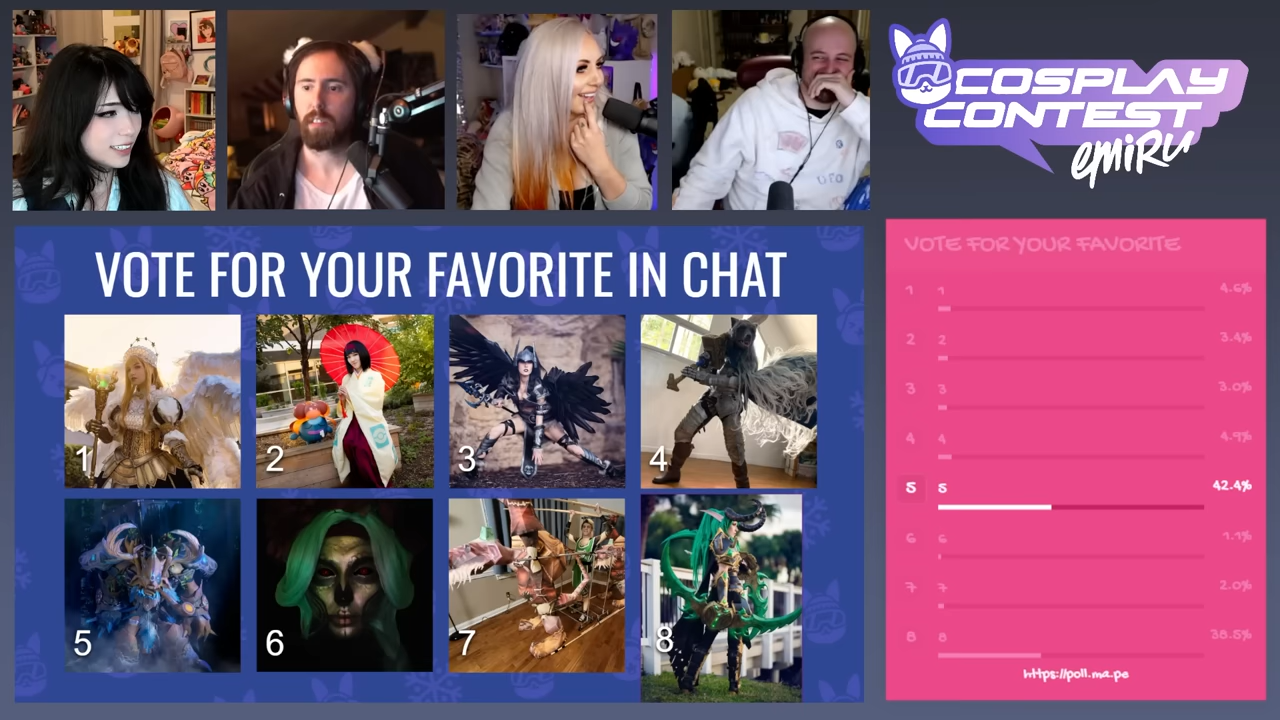 COSPLAY
CONTEST
emiru
VOTE FOR YOUR FAVORITE IN CHAT
1
2
3
4
5
6
7
8
VOTE FOR YOUR FAVORITE
1 1 4.6%
2 2 3.4%
3 3 3.0%
4 4 4.9%
5 5 42.4%
6 6 1.1%
7 7 2.0%
8 8 38.5%
https://poll.ma.pe